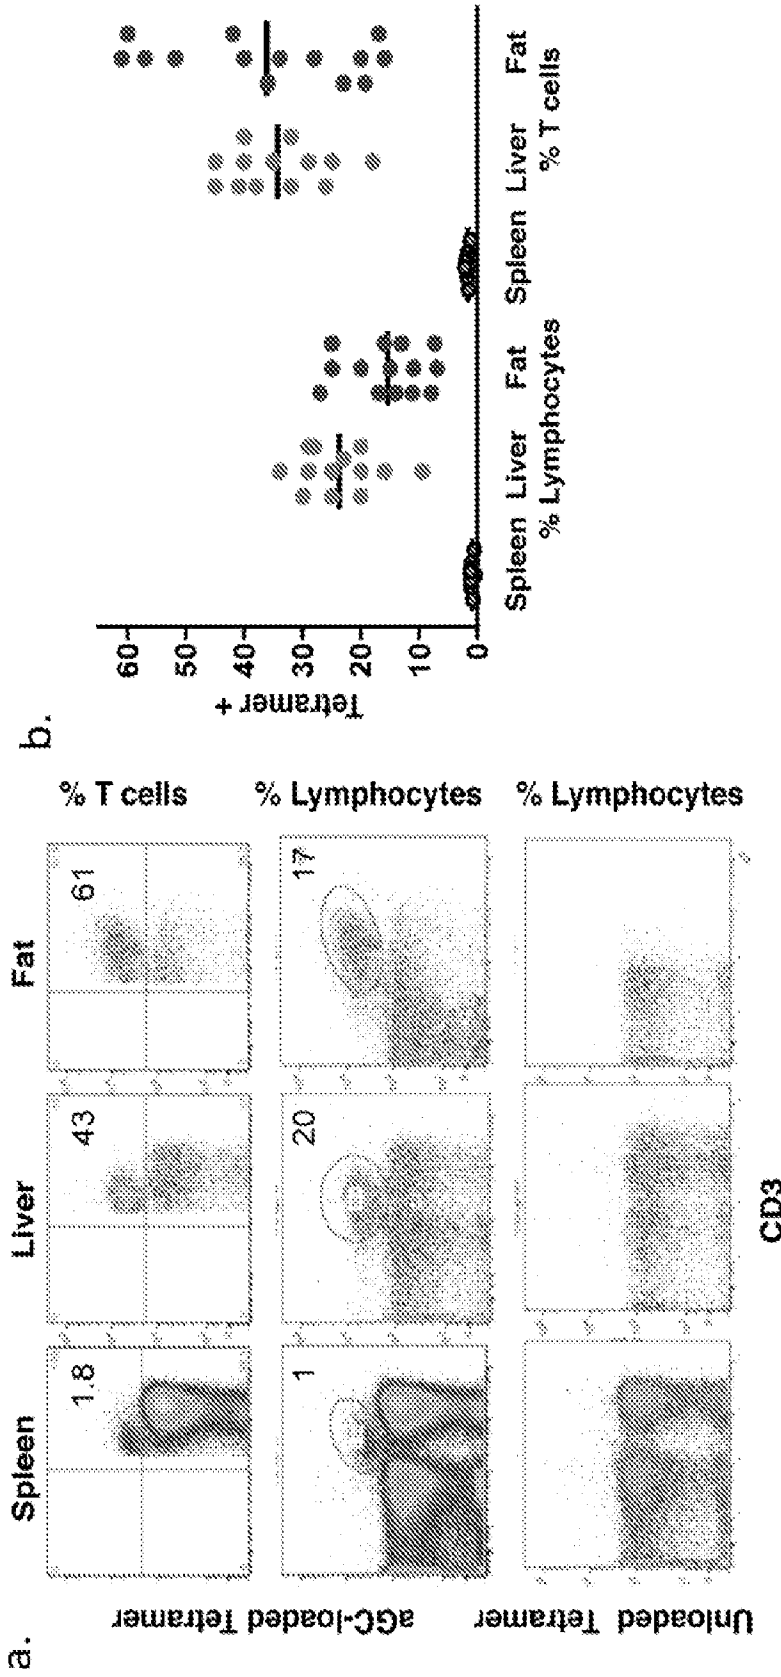 a.
Spleen
Liver
Fat
aGC-loaded Tetramer
1.8
43
61
% T cells
1
20
17
% Lymphocytes
Unloaded Tetramer
% Lymphocytes
CD3
b.
Tetramer +
60
50
40
30
20
10
0
Spleen Liver Fat
% Lymphocytes
Spleen Liver Fat
% T cells